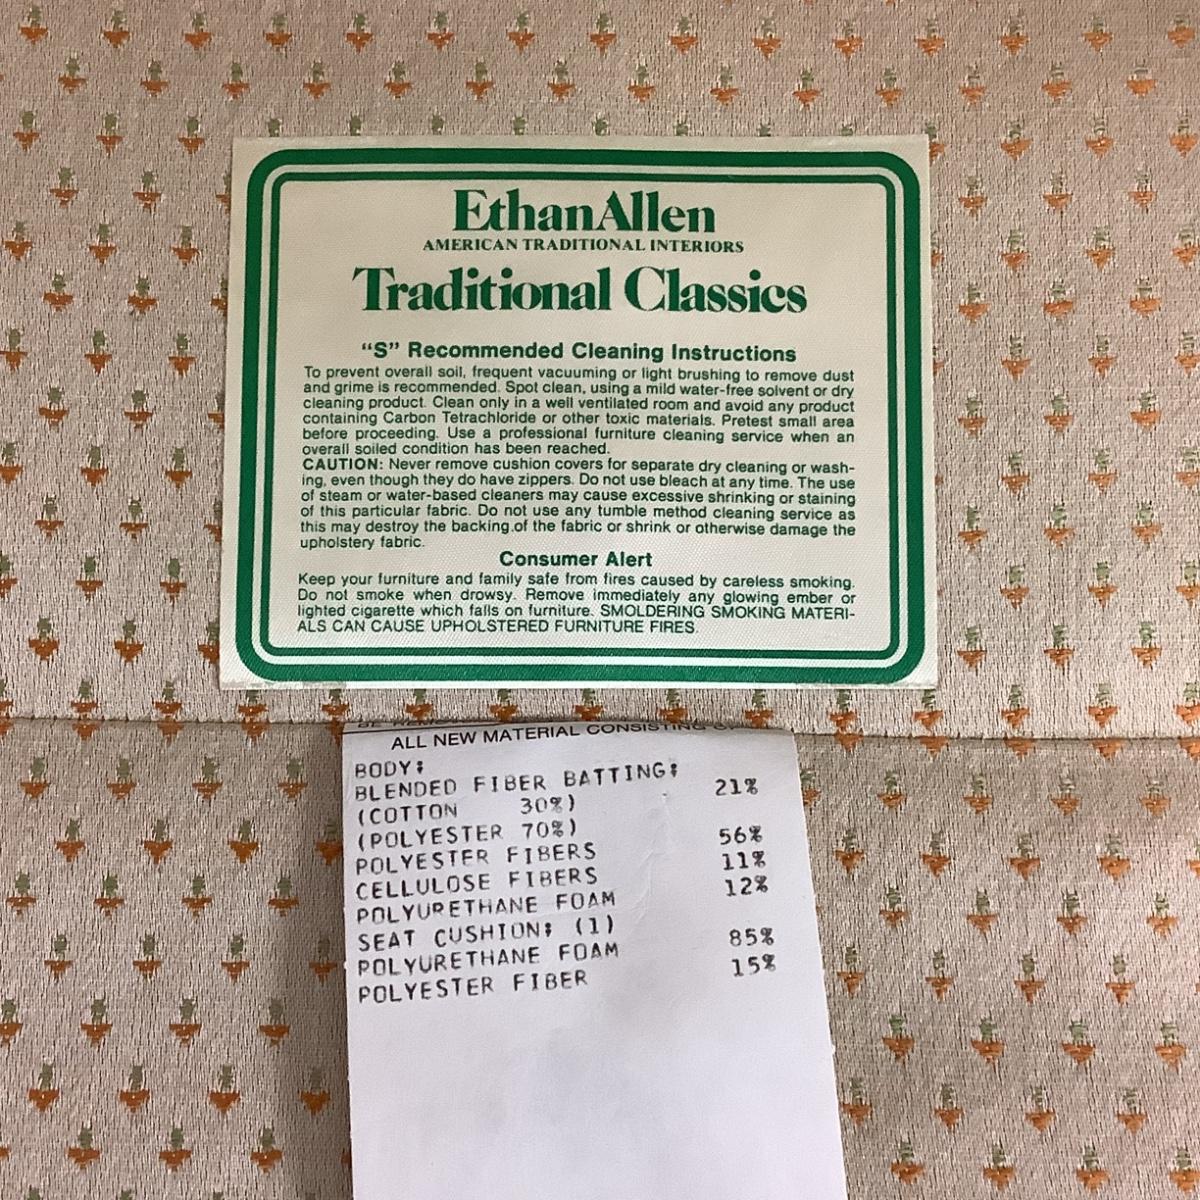 EthanAllen
AMERICAN TRADITIONAL INTERIORS
Traditional Classics
“S” Recommended Cleaning Instructions
To prevent overall soil, frequent vacuuming or light brushing to remove dust
and grime is recommended. Spot clean, using a mild water-free solvent or dry
cleaning product. Clean only in a well ventilated room and avoid any product
containing Carbon Tetrachloride or other toxic materials. Pretest small area
before proceeding. Use a professional furniture cleaning service when an
overall soiled condition has been reached.
CAUTION: Never remove cushion covers for separate dry cleaning or wash-
ing, even though they do have zippers. Do not use bleach at any time. The use
of steam or water-based cleaners may cause excessive shrinking or staining
of this particular fabric. Do not use any tumble method cleaning service as
this may destroy the backing.of the fabric or shrink or otherwise damage the
upholstery fabric.
Consumer Alert
Keep your furniture and family safe from fires caused by careless smoking.
Do not smoke when drowsy. Remove immediately any glowing ember or
lighted cigarette which falls on furniture. SMOLDERING SMOKING MATERI-
ALS CAN CAUSE UPHOLSTERED FURNITURE FIRES.
ALL NEW MATERIAL CONSISTING
BODY:
BLENDED FIBER BATTING: 21%
(COTTON 30%)
(POLYESTER 70%)
POLYESTER FIBERS 56%
CELLULOSE FIBERS 11%
POLYURETHANE FOAM 12%
SEAT CUSHION: (1)
POLYURETHANE FOAM 85%
POLYESTER FIBER 15%